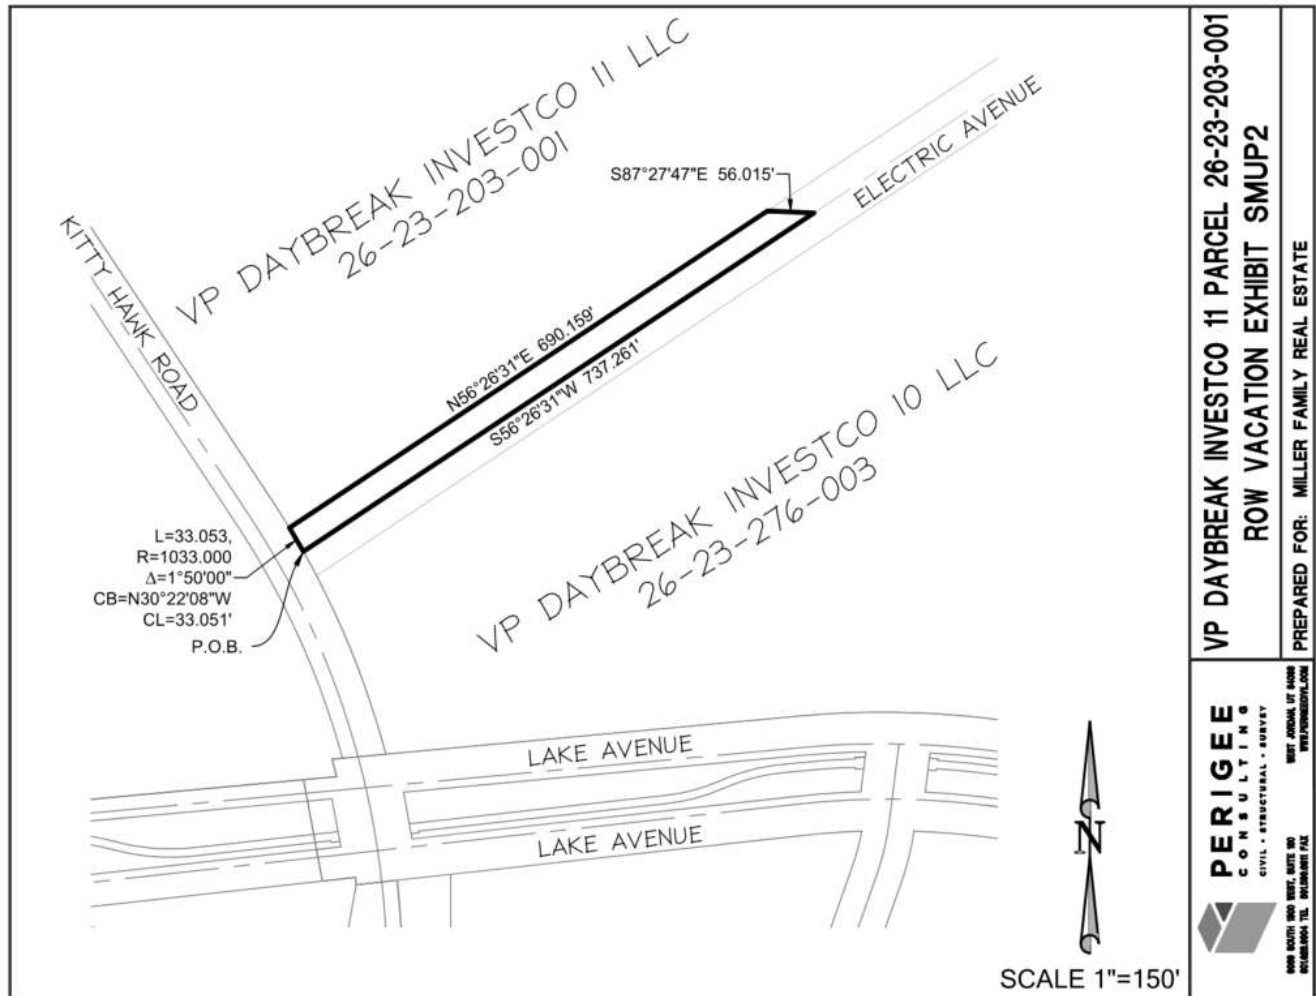 VP DAYBREAK INVESTCO 11 LLC
26-23-203-001
S87°27'47"E 56.015'
ELECTRIC AVENUE
KITTY HAWK ROAD
N56°26'31"E 690.159'
S56°26'31"W 737.261'
VP DAYBREAK INVESTCO 10 LLC
26-23-276-003
L=33.053,
R=1033.000
Δ=1°50'00"
CB=N30°22'08"W
CL=33.051'
P.O.B.
LAKE AVENUE
LAKE AVENUE
N
SCALE 1"=150'
VP DAYBREAK INVESTCO 11 PARCEL 26-23-203-001
ROW VACATION EXHIBIT SMUP2
PREPARED FOR: MILLER FAMILY REAL ESTATE
PERIGEE
CONSULTING
CIVIL • STRUCTURAL • SURVEY
WEST JORDAN, UT 84088